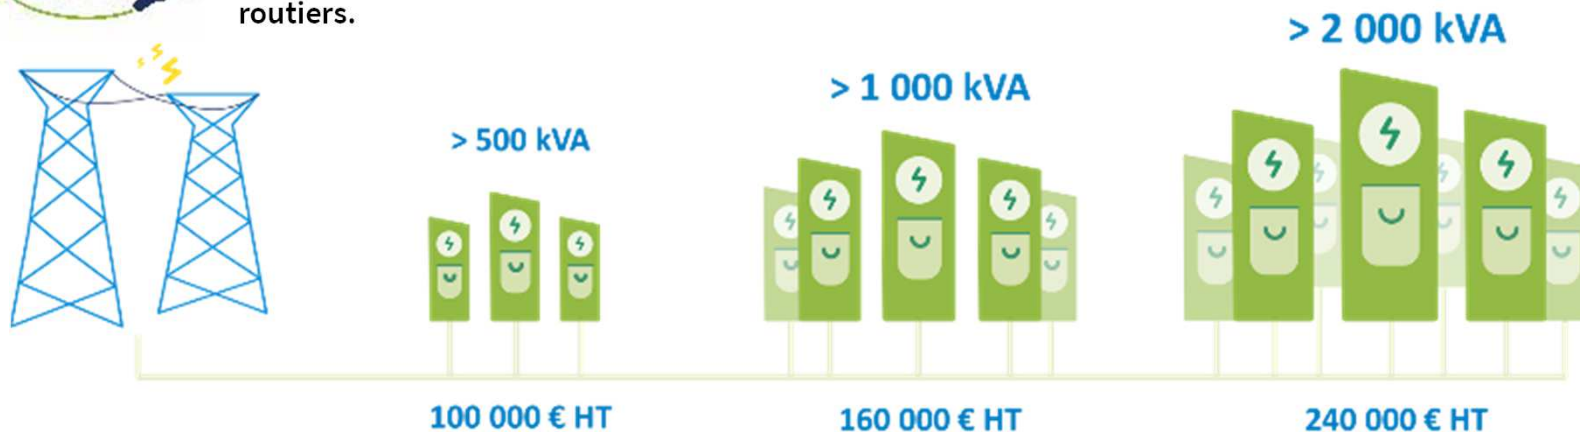 routiers.
> 500 kVA
> 1 000 kVA
> 2 000 kVA
100 000 € HT
160 000 € HT
240 000 € HT